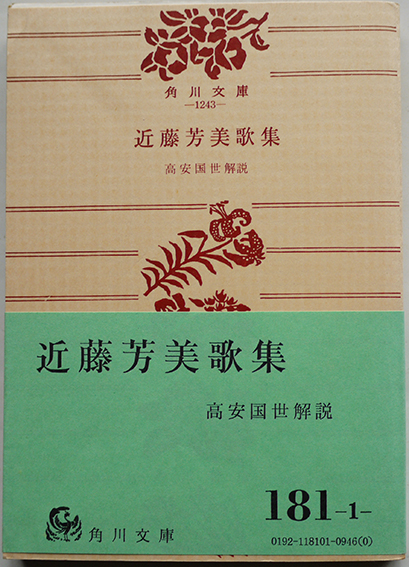 角川文庫
—1243—
近藤芳美歌集
高安国世解説
近藤芳美歌集
高安国世解説
181-1-
角川文庫
0192-118101-0946(0)